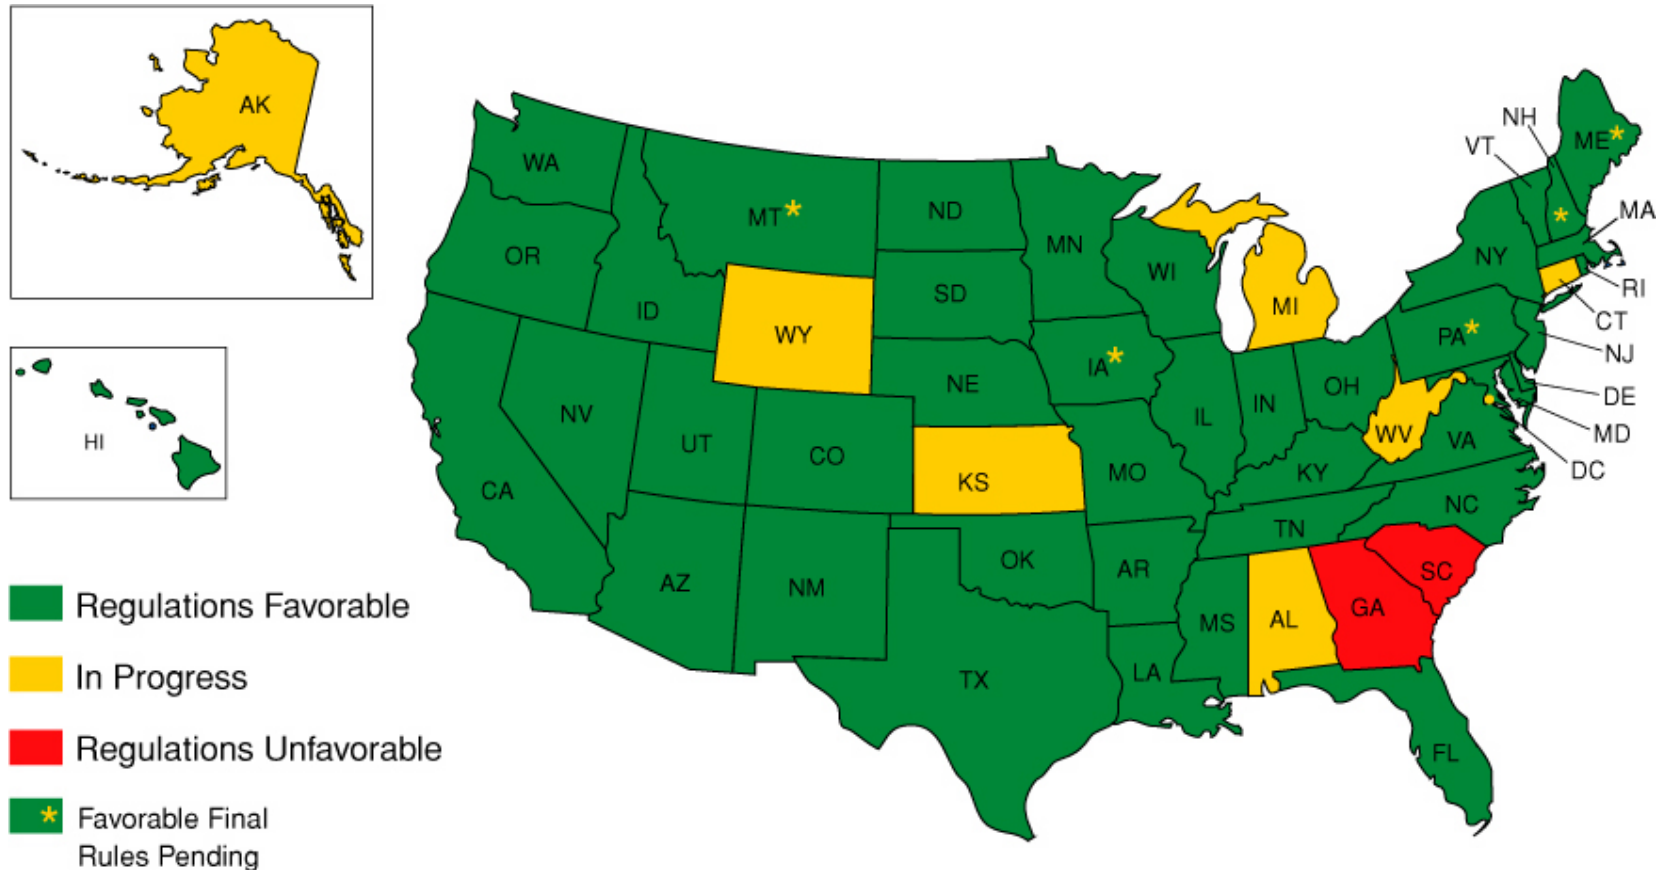 AK
HI
WA
OR
CA
NV
ID
MT*
WY
UT
AZ
CO
NM
ND
SD
NE
KS
OK
TX
MN
IA*
MO
AR
LA
WI
IL
MI
IN
OH
KY
TN
MS
AL
GA
SC
NC
FL
VA
WV
PA*
NY
VT
NH
*
ME*
MA
RI
CT
NJ
DE
MD
DC
Regulations Favorable
In Progress
Regulations Unfavorable
* Favorable Final
Rules Pending